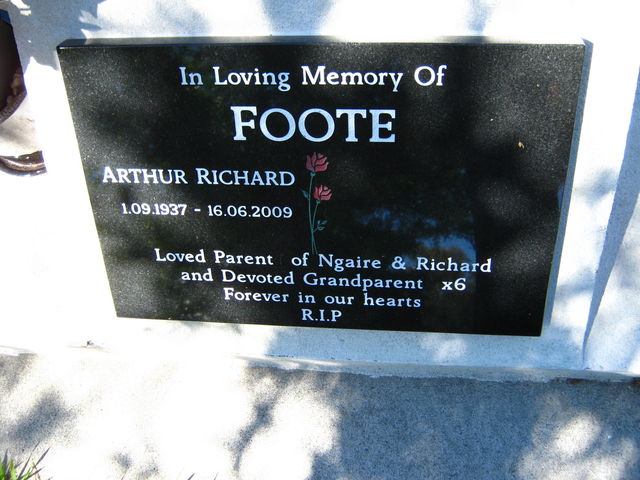 In Loving Memory Of
FOOTE
ARTHUR RICHARD
1.09.1937 - 16.06.2009
Loved Parent of Ngaire & Richard
and Devoted Grandparent x6
Forever in our hearts
R.I.P